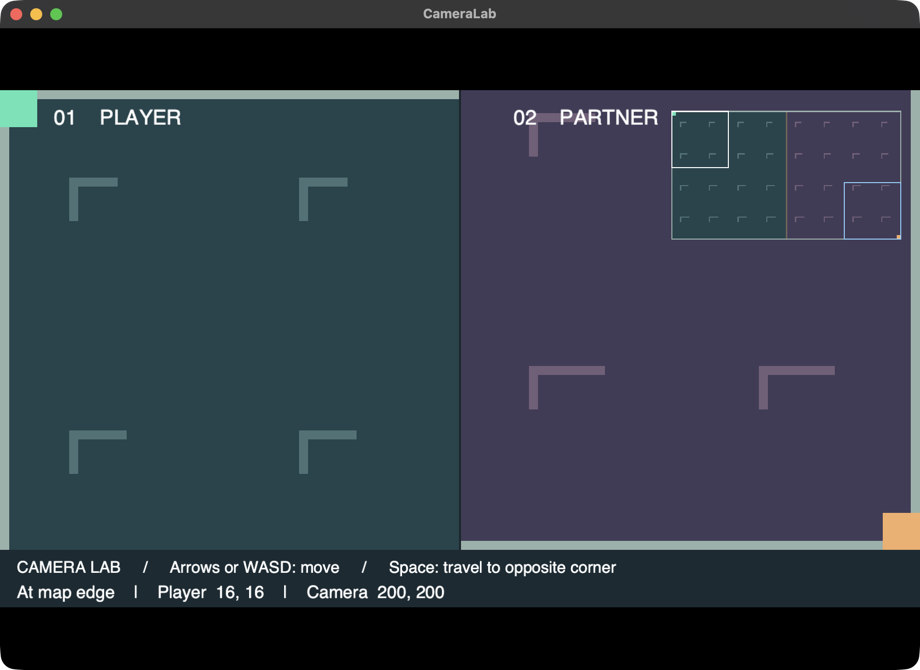 CameraLab
01 PLAYER
02 PARTNER
CAMERA LAB / Arrows or WASD: move / Space: travel to opposite corner
At map edge | Player 16, 16 | Camera 200, 200